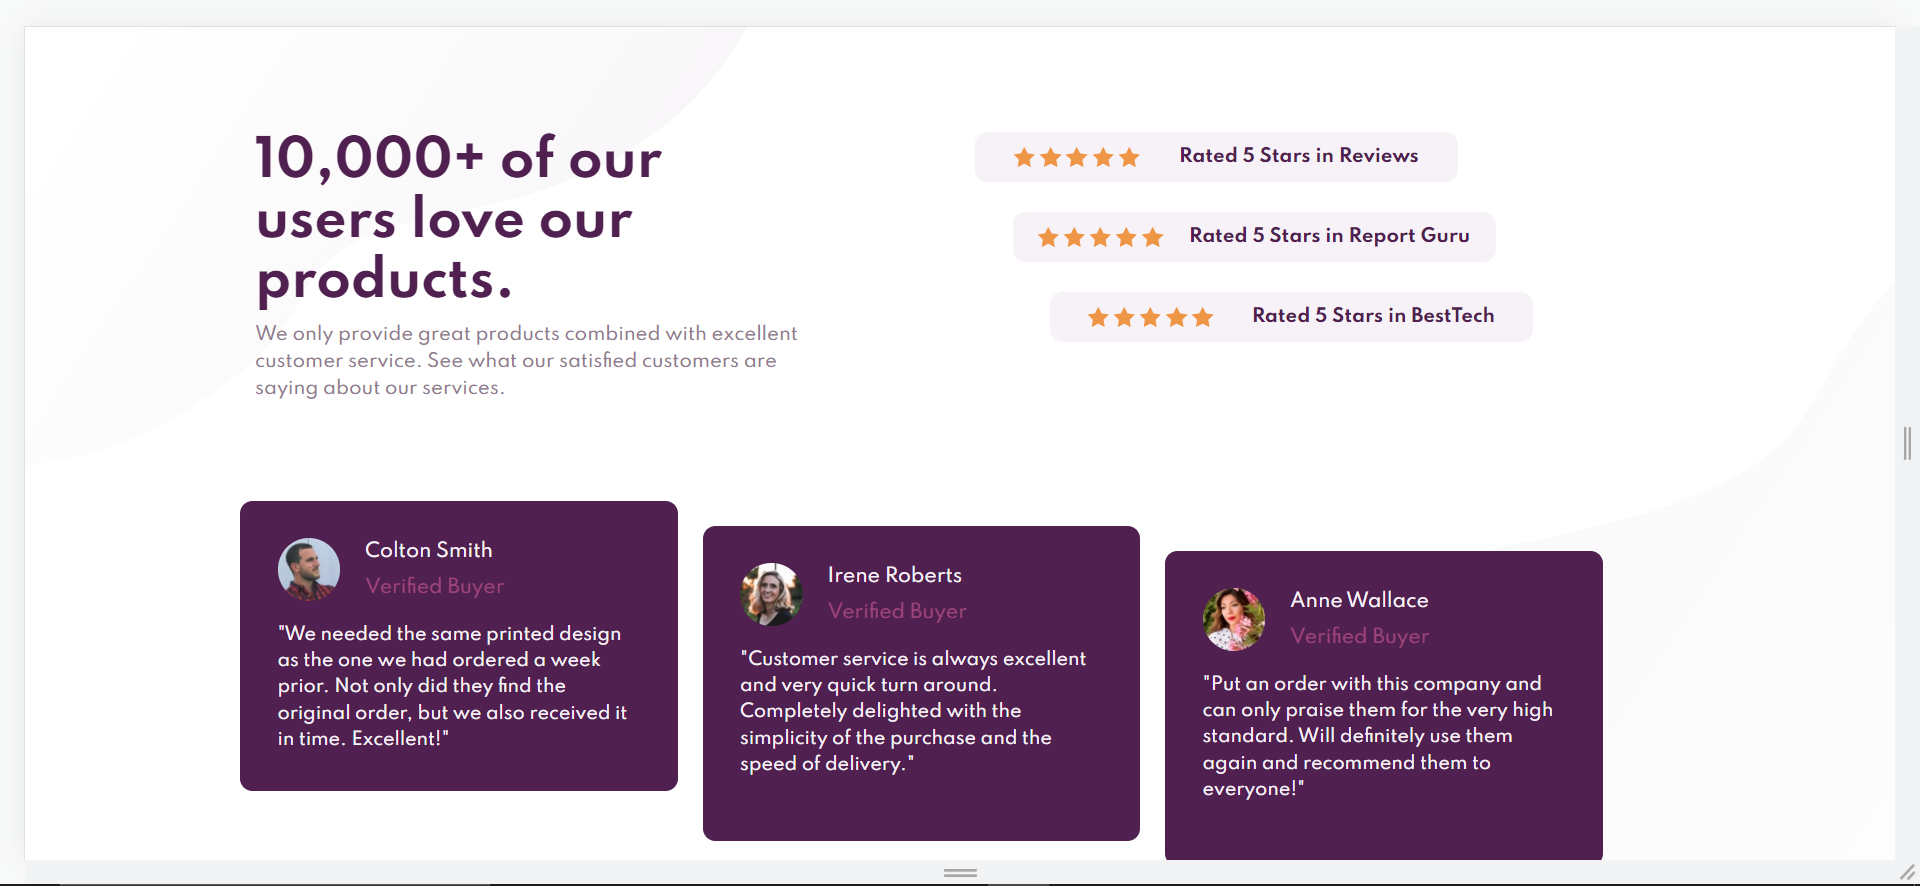 10,000+ of our
users love our
products.
We only provide great products combined with excellent
customer service. See what our satisfied customers are
saying about our services.
Rated 5 Stars in Reviews
Rated 5 Stars in Report Guru
Rated 5 Stars in BestTech
Colton Smith
Verified Buyer
"We needed the same printed design
as the one we had ordered a week
prior. Not only did they find the
original order, but we also received it
in time. Excellent!"
Irene Roberts
Verified Buyer
"Customer service is always excellent
and very quick turn around.
Completely delighted with the
simplicity of the purchase and the
speed of delivery."
Anne Wallace
Verified Buyer
"Put an order with this company and
can only praise them for the very high
standard. Will definitely use them
again and recommend them to
everyone!"